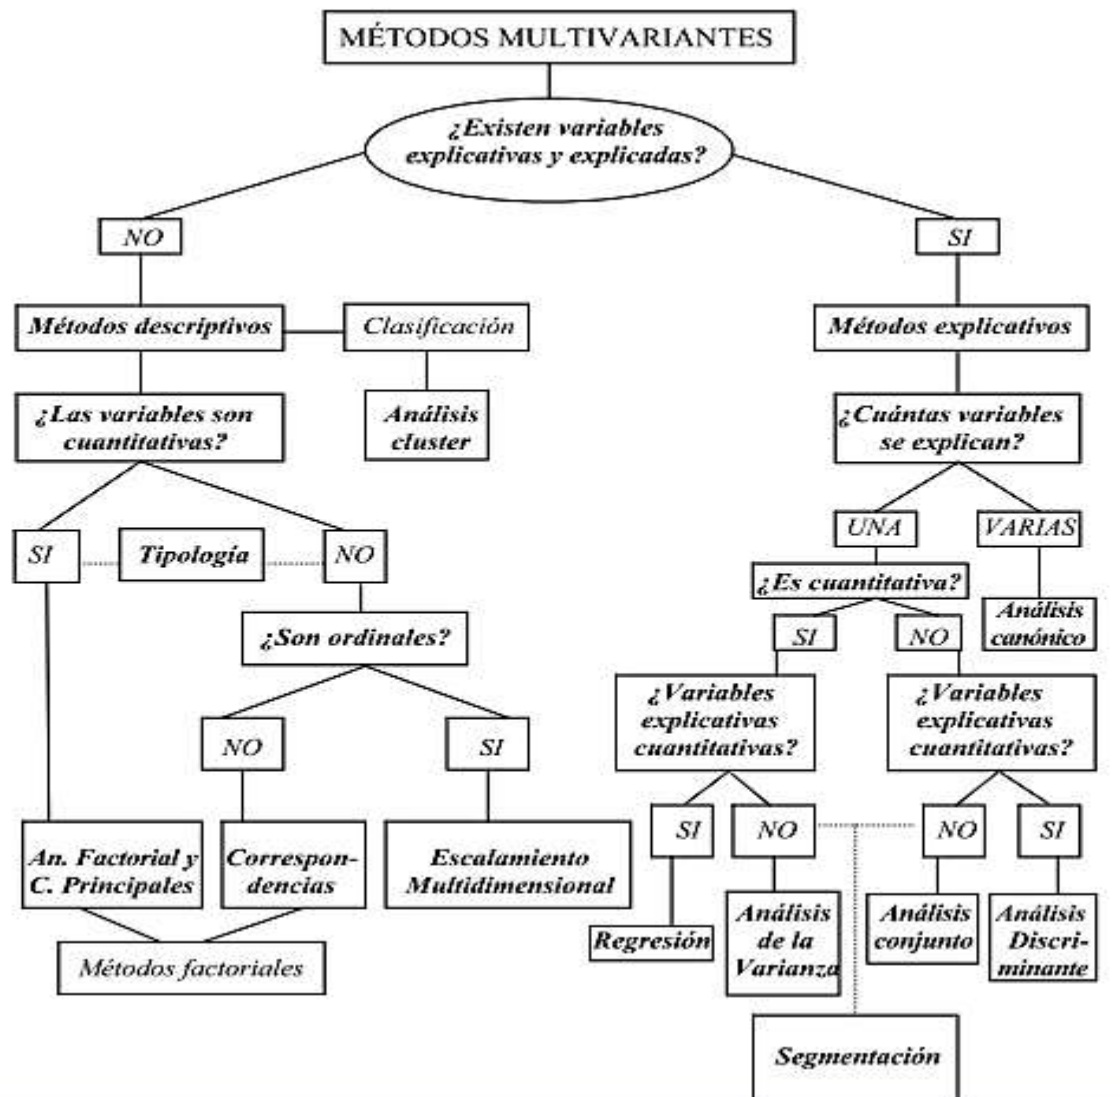 MÉTODOS MULTIVARIANTES
¿Existen variables
explicativas y explicadas?
NO
SI
Métodos descriptivos
Clasificación
Métodos explicativos
¿Las variables son
cuantitativas?
Análisis
cluster
¿Cuántas variables
se explican?
SI
Tipología
NO
UNA
VARIAS
¿Es cuantitativa?
¿Son ordinales?
SI
NO
Análisis
canónico
NO
SI
¿Variables
explicativas
cuantitativas?
¿Variables
explicativas
cuantitativas?
SI
NO
NO
SI
An. Factorial y
C. Principales
Correspon-
dencias
Escalamiento
Multidimensional
Regresión
Análisis
de la
Varianza
Análisis
conjunto
Análisis
Discri-
minante
Métodos factoriales
Segmentación